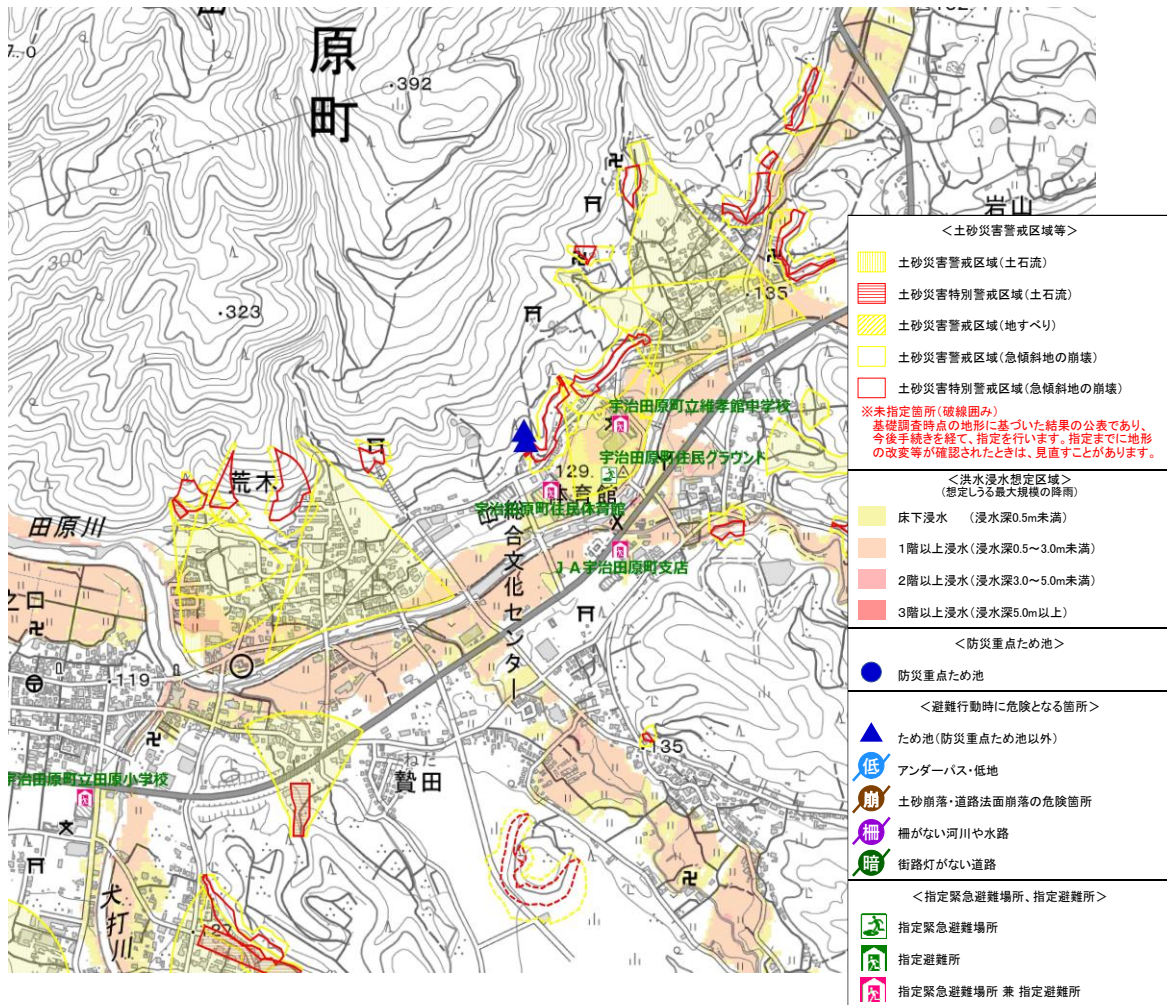 原町
・392
200
岩山
300
・323
・135
宇治田原町立維孝館中学校
宇治田原町住民グラウンド
129.
体育館
宇治田原町住民体育館
荒木
田原川
総合文化センター
ＪＡ宇治田原町支店
之口
・119
・135
ねだ
贄田
宇治田原町立田原小学校
犬打川
・127
＜土砂災害警戒区域等＞
土砂災害警戒区域（土石流）
土砂災害特別警戒区域（土石流）
土砂災害警戒区域（地すべり）
土砂災害警戒区域（急傾斜地の崩壊）
土砂災害特別警戒区域（急傾斜地の崩壊）
※未指定箇所（破線囲み）
基礎調査時点の地形に基づいた結果の公表であり、
今後手続きを経て、指定を行います。指定までに地形
の改変等が確認されたときは、見直すことがあります。
＜洪水浸水想定区域＞
（想定しうる最大規模の降雨）
床下浸水　（浸水深0.5m未満）
1階以上浸水（浸水深0.5～3.0m未満）
2階以上浸水（浸水深3.0～5.0m未満）
3階以上浸水（浸水深5.0m以上）
＜防災重点ため池＞
防災重点ため池
＜避難行動時に危険となる箇所＞
ため池（防災重点ため池以外）
低 アンダーパス・低地
崩 土砂崩落・道路法面崩落の危険箇所
柵 柵がない河川や水路
暗 街路灯がない道路
＜指定緊急避難場所、指定避難所＞
指定緊急避難場所
指定避難所
指定緊急避難場所 兼 指定避難所